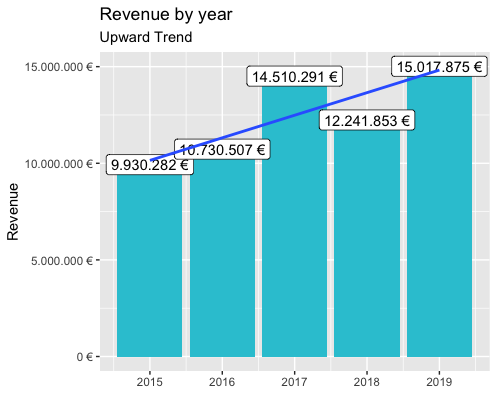 Revenue by year
Upward Trend
Revenue
15.000.000 €
10.000.000 €
5.000.000 €
0 €
9.930.282 €
10.730.507 €
14.510.291 €
12.241.853 €
15.017.875 €
2015 2016 2017 2018 2019